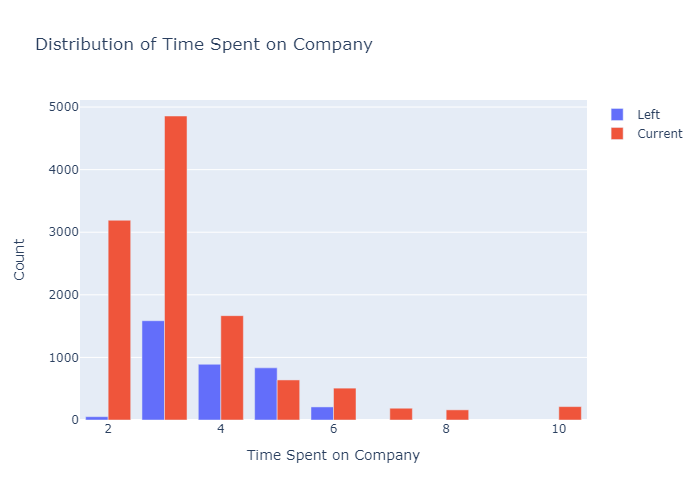 Distribution of Time Spent on Company
Left
Current
5000
4000
3000
2000
1000
0
2
4
6
8
10
Count
Time Spent on Company